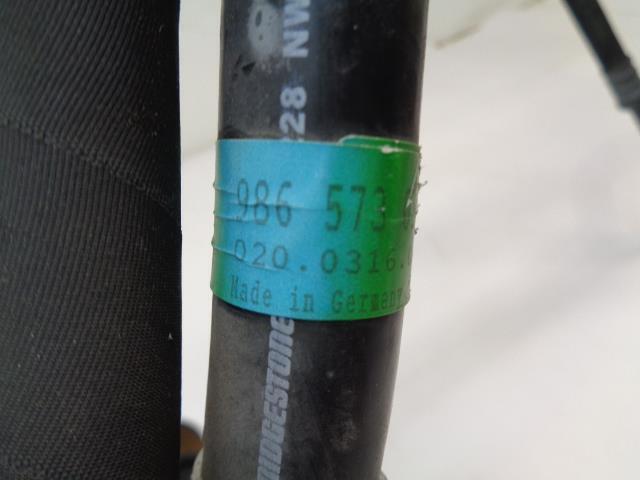 28 NW
986 573
020.0316.
Made in Germany
BRIDGESTONE